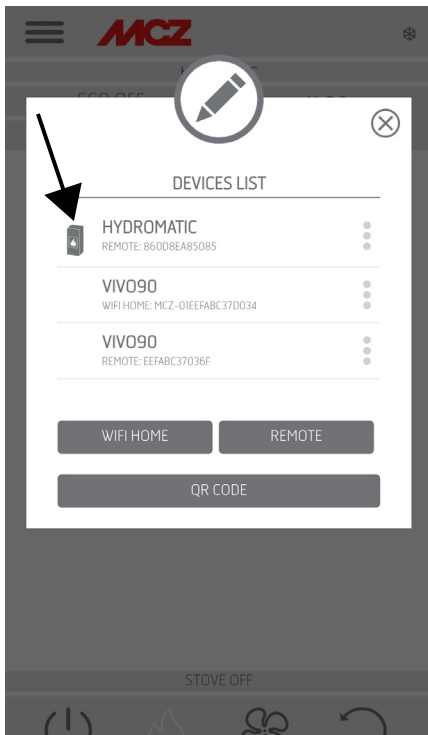 MCZ
DEVICES LIST
HYDROMATIC
REMOTE: 860D8EA85085
VIVO90
WIFI HOME: MCZ-01EEFABC37D034
VIVO90
REMOTE: EEFABC37036F
WIFI HOME
REMOTE
QR CODE
STOVE OFF